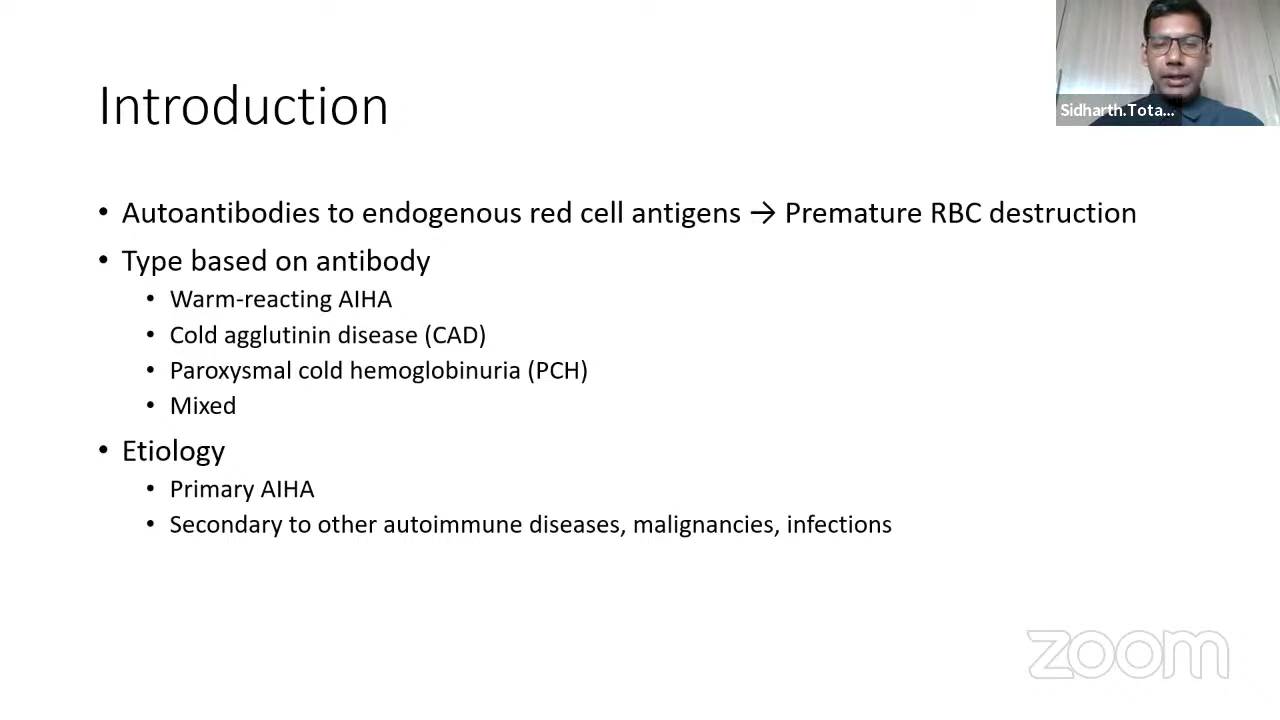 Introduction
Sidharth.Tota...
• Autoantibodies to endogenous red cell antigens → Premature RBC destruction
• Type based on antibody
• Warm-reacting AIHA
• Cold agglutinin disease (CAD)
• Paroxysmal cold hemoglobinuria (PCH)
• Mixed
• Etiology
• Primary AIHA
• Secondary to other autoimmune diseases, malignancies, infections
zoom